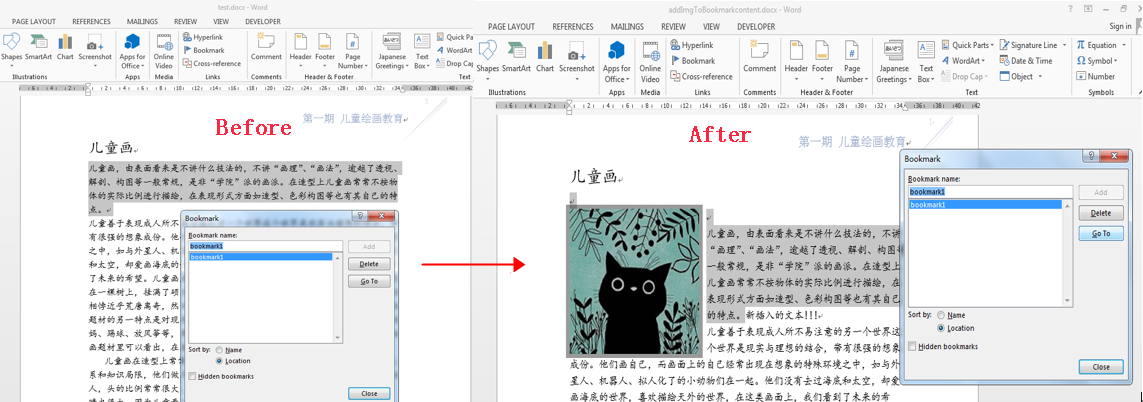 test.docx - Word
PAGE LAYOUT REFERENCES MAILINGS REVIEW VIEW DEVELOPER
Shapes SmartArt Chart Screenshot
Illustrations
Apps for Office
Apps
Online Video
Media
Hyperlink
Bookmark
Cross-reference
Links
Comment
Comments
Header Footer Page Number
Header & Footer
Japanese Greetings
Text Box
Quick Parts
WordArt
Drop Cap
Text
Before
第一期 儿童绘画教育
儿童画
儿童画，由表面看来是不讲什么技法的，不讲“画理”、“画法”，逾越了透视、
解剖、构图等一般常规，是非“学院”派的画派。在造型上儿童画常常不按物
体的实际比例进行描绘，在表现形式方面如造型、色彩构图等也有其自己的特
点。
儿童善于表现成人所不
有很强的想象成份。他
之中，如与外星人、机
和太空，却爱画海底的
了未来的希望。儿童画
在一棵树上，挂满了硕
相悖近乎荒唐离奇，然
题材的另一特点是对现
妈、踢球、放风筝等，
画题材里可以看出，在
儿童画在造型上常
系和知识局限，他们做
人，头的比例常常很大
Bookmark
Bookmark name:
bookmark1
bookmark1
Add
Delete
Go To
Sort by: Name
Location
Hidden bookmarks
Close
addImgToBookmarkcontent.docx - Word
Sign in
PAGE LAYOUT REFERENCES MAILINGS REVIEW VIEW DEVELOPER
Shapes SmartArt Chart Screenshot
Illustrations
Apps for Office
Apps
Online Video
Media
Hyperlink
Bookmark
Cross-reference
Links
Comment
Comments
Header Footer Page Number
Header & Footer
Japanese Greetings
Text Box
Quick Parts
WordArt
Drop Cap
Signature Line
Date & Time
Object
Text
Equation
Symbol
Number
Symbols
After
第一期 儿童绘画教育
儿童画
儿童画，由表面看来是不讲什么技法的，不讲
“画理”、“画法”，逾越了透视、解剖、构图等
一般常规，是非“学院”派的画派。在造型上
儿童画常常不按物体的实际比例进行描绘，在
表现形式方面如造型、色彩构图等也有其自己
的特点。新插入的文本!!!
儿童善于表现成人所不易注意的另一个世界这
个世界是现实与理想的结合，带有很强的想象
成份。他们画自己，而画面上的自己经常出现在想象的特殊环境之中，如与外
星人、机器人、拟人化了的小动物们在一起。他们没有去过海底和太空，却爱
画海底的世界，喜欢描绘天外的世界，在这类画面上，我们看到了未来的希
Bookmark
Bookmark name:
bookmark1
bookmark1
Add
Delete
Go To
Sort by: Name
Location
Hidden bookmarks
Close